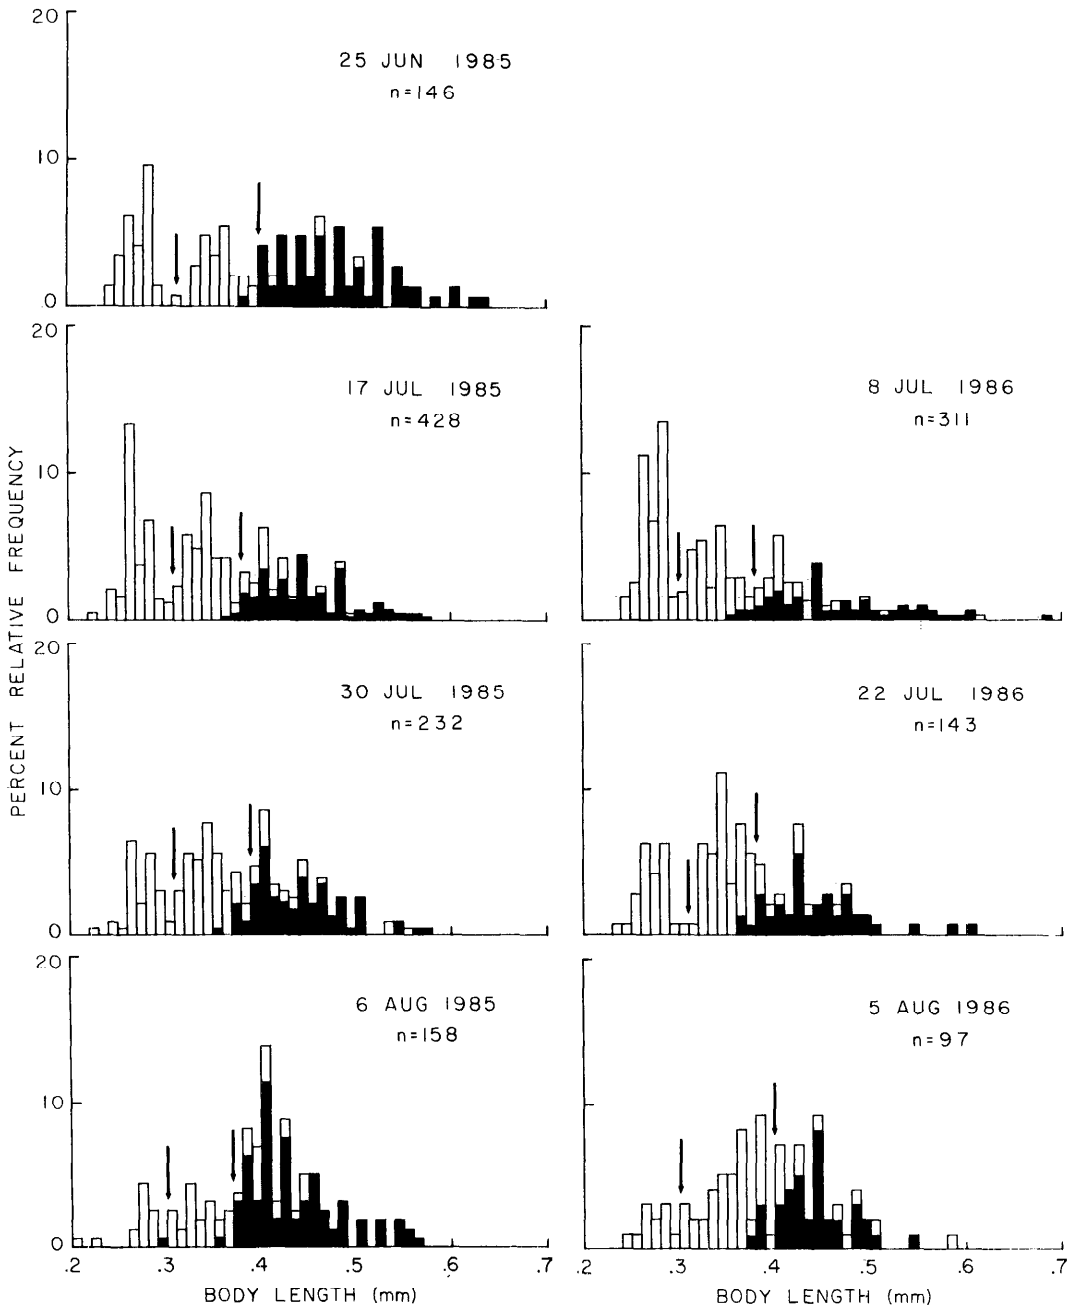 20
25 JUN 1985
n=146
10
0
20
17 JUL 1985
n=428
10
0
8 JUL 1986
n=311
PERCENT RELATIVE FREQUENCY
20
30 JUL 1985
n=232
10
0
22 JUL 1986
n=143
20
6 AUG 1985
n=158
10
0
5 AUG 1986
n=97
.2 .3 .4 .5 .6 .7
BODY LENGTH (mm)
.2 .3 .4 .5 .6 .7
BODY LENGTH (mm)